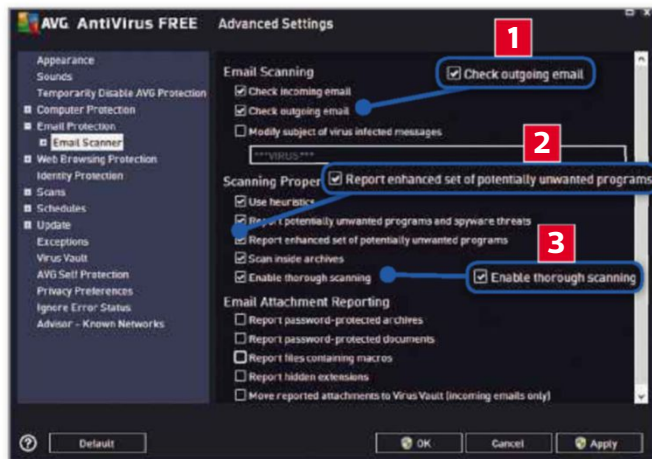 AVG. AntiVirus FREE Advanced Settings
1
Appearance
Sounds
Temporarily Disable AVG Protection
Computer Protection
Email Protection
Email Scanner
Web Browsing Protection
Identity Protection
Scans
Schedules
Update
Exceptions
Virus Vault
AVG Self Protection
Privacy Preferences
Ignore Error Status
Advisor - Known Networks
Email Scanning
Check outgoing email
Check incoming email
Check outgoing email
Modify subject of virus infected messages
***VIRUS***
2
Scanning Proper
Report enhanced set of potentially unwanted programs
Use heuristics
Report potentially unwanted programs and spyware threats
Report enhanced set of potentially unwanted programs
3
Scan inside archives
Enable thorough scanning
Enable thorough scanning
Email Attachment Reporting
Report password-protected archives
Report password-protected documents
Report files containing macros
Report hidden extensions
Move reported attachments to Virus Vault (incoming emails only)
? Default OK Cancel Apply